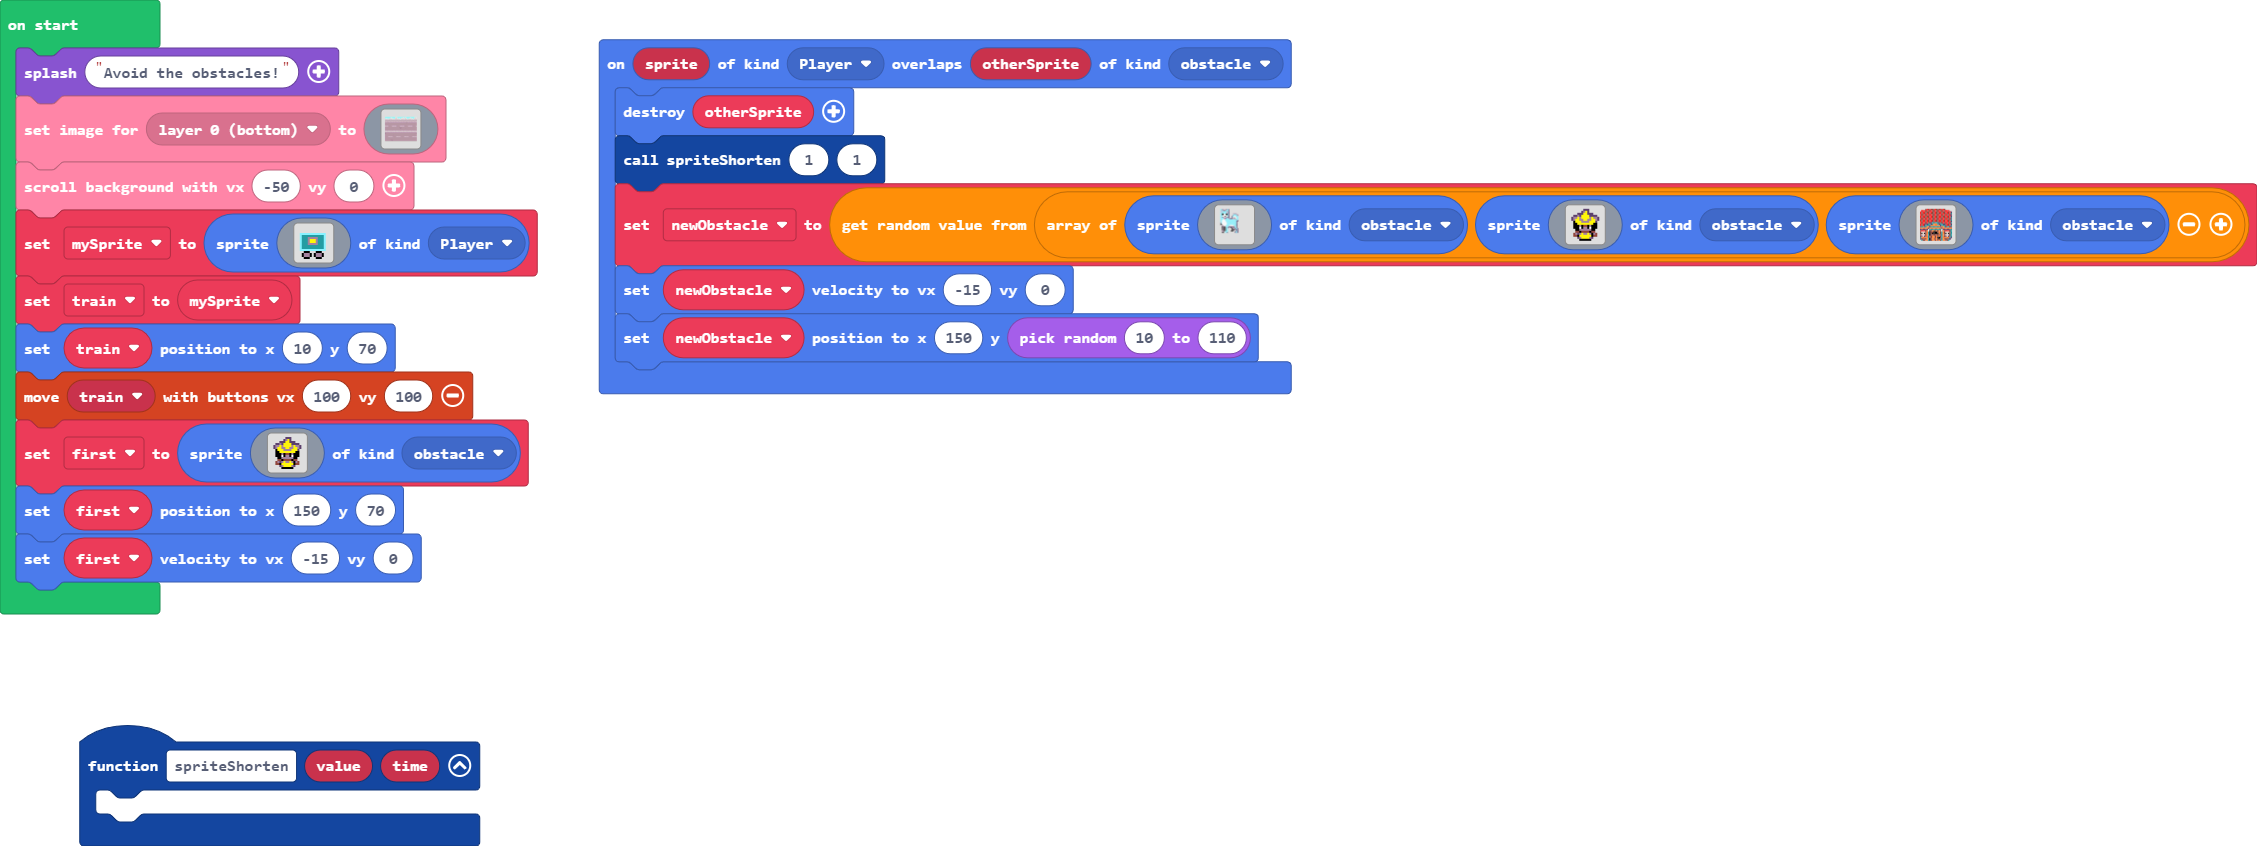 on start
splash "Avoid the obstacles!"
set image for layer 0 (bottom) to
scroll background with vx -50 vy 0
set mySprite to sprite of kind Player
set train to mySprite
set train position to x 10 y 70
move train with buttons vx 100 vy 100
set first to sprite of kind obstacle
set first position to x 150 y 70
set first velocity to vx -15 vy 0
on sprite of kind Player overlaps otherSprite of kind obstacle
destroy otherSprite
call spriteShorten 1 1
set newObstacle to get random value from array of sprite of kind obstacle sprite of kind obstacle sprite of kind obstacle
set newObstacle velocity to vx -15 vy 0
set newObstacle position to x 150 y pick random 10 to 110
function spriteShorten value time